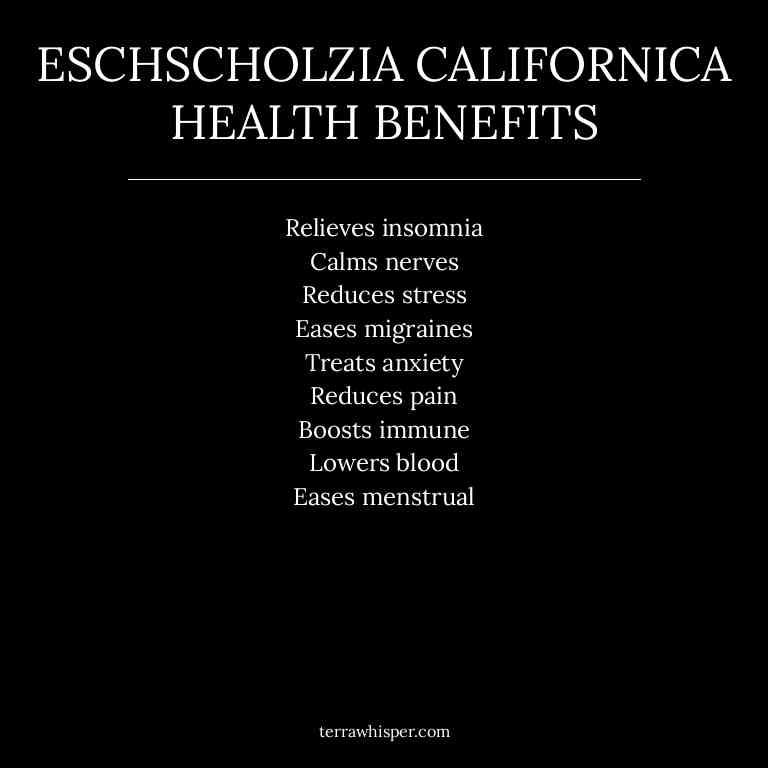 ESCHSCHOLZIA CALIFORNICA
HEALTH BENEFITS
Relieves insomnia
Calms nerves
Reduces stress
Eases migraines
Treats anxiety
Reduces pain
Boosts immune
Lowers blood
Eases menstrual
terrawhisper.com